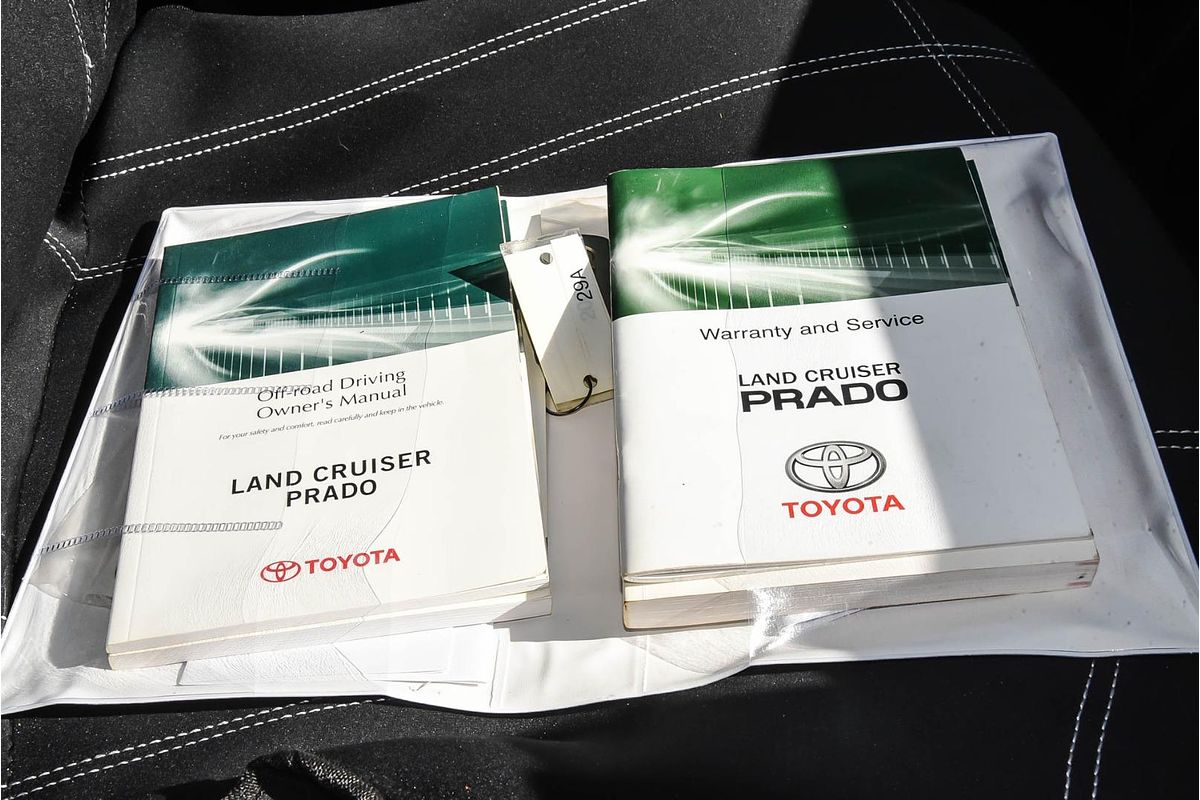 Off-road Driving
Owner's Manual
For your safety and comfort, read carefully and keep in the vehicle.
LAND CRUISER
PRADO
TOYOTA
29A
Warranty and Service
LAND CRUISER
PRADO
TOYOTA